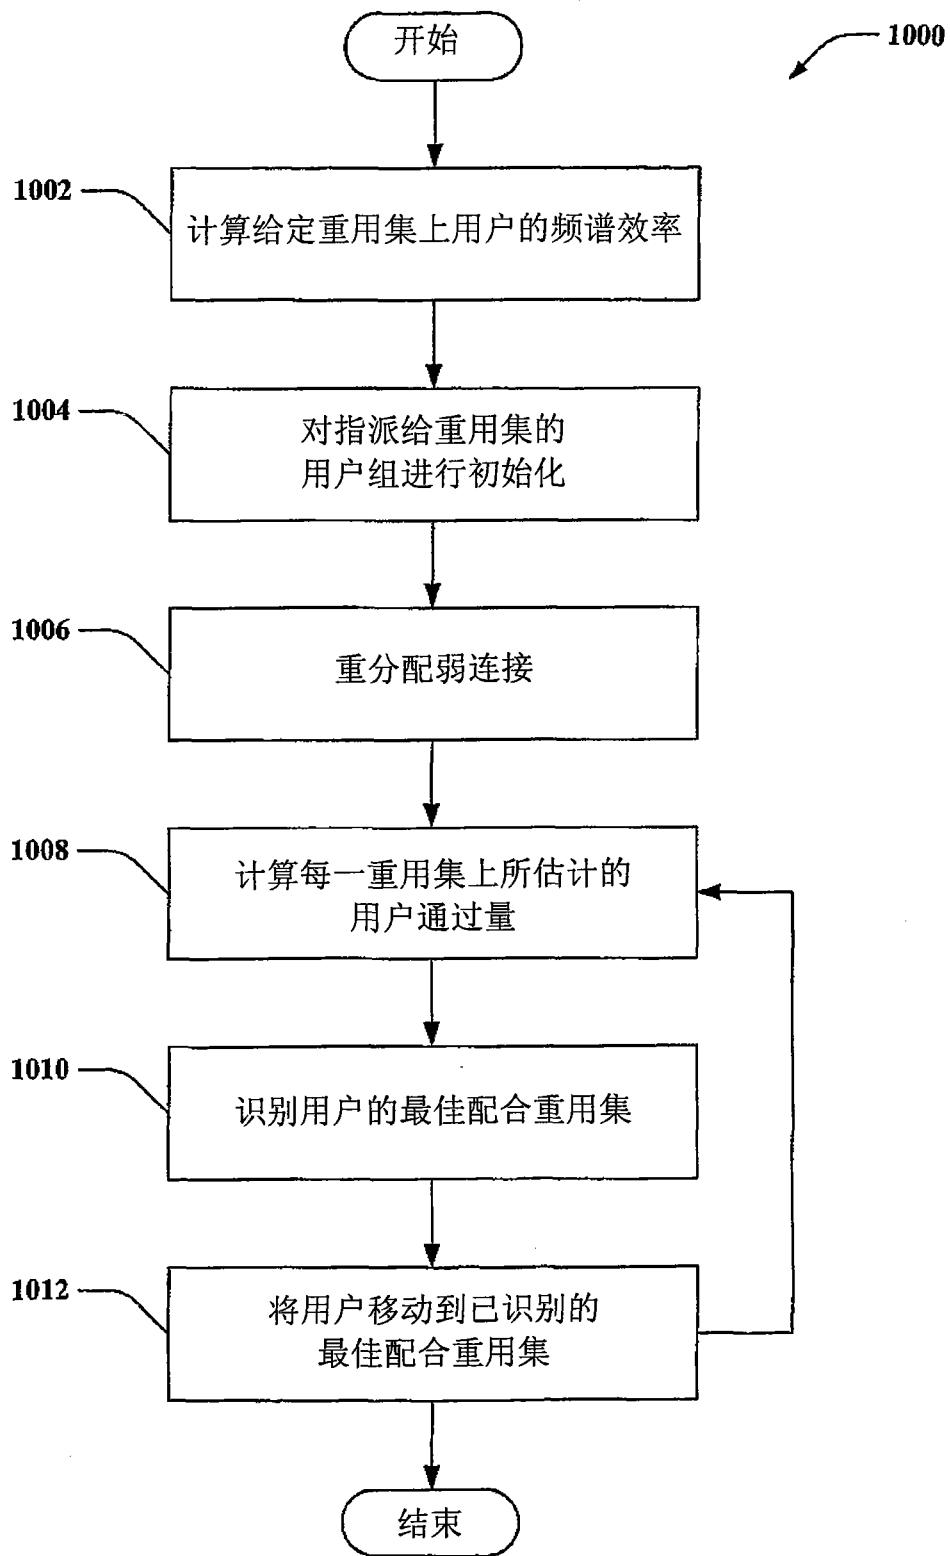 开始
1000
1002
计算给定重用集上用户的频谱效率
1004
对指派给重用集的
用户组进行初始化
1006
重分配弱连接
1008
计算每一重用集上所估计的
用户通过量
1010
识别用户的最佳配合重用集
1012
将用户移动到已识别的
最佳配合重用集
结束